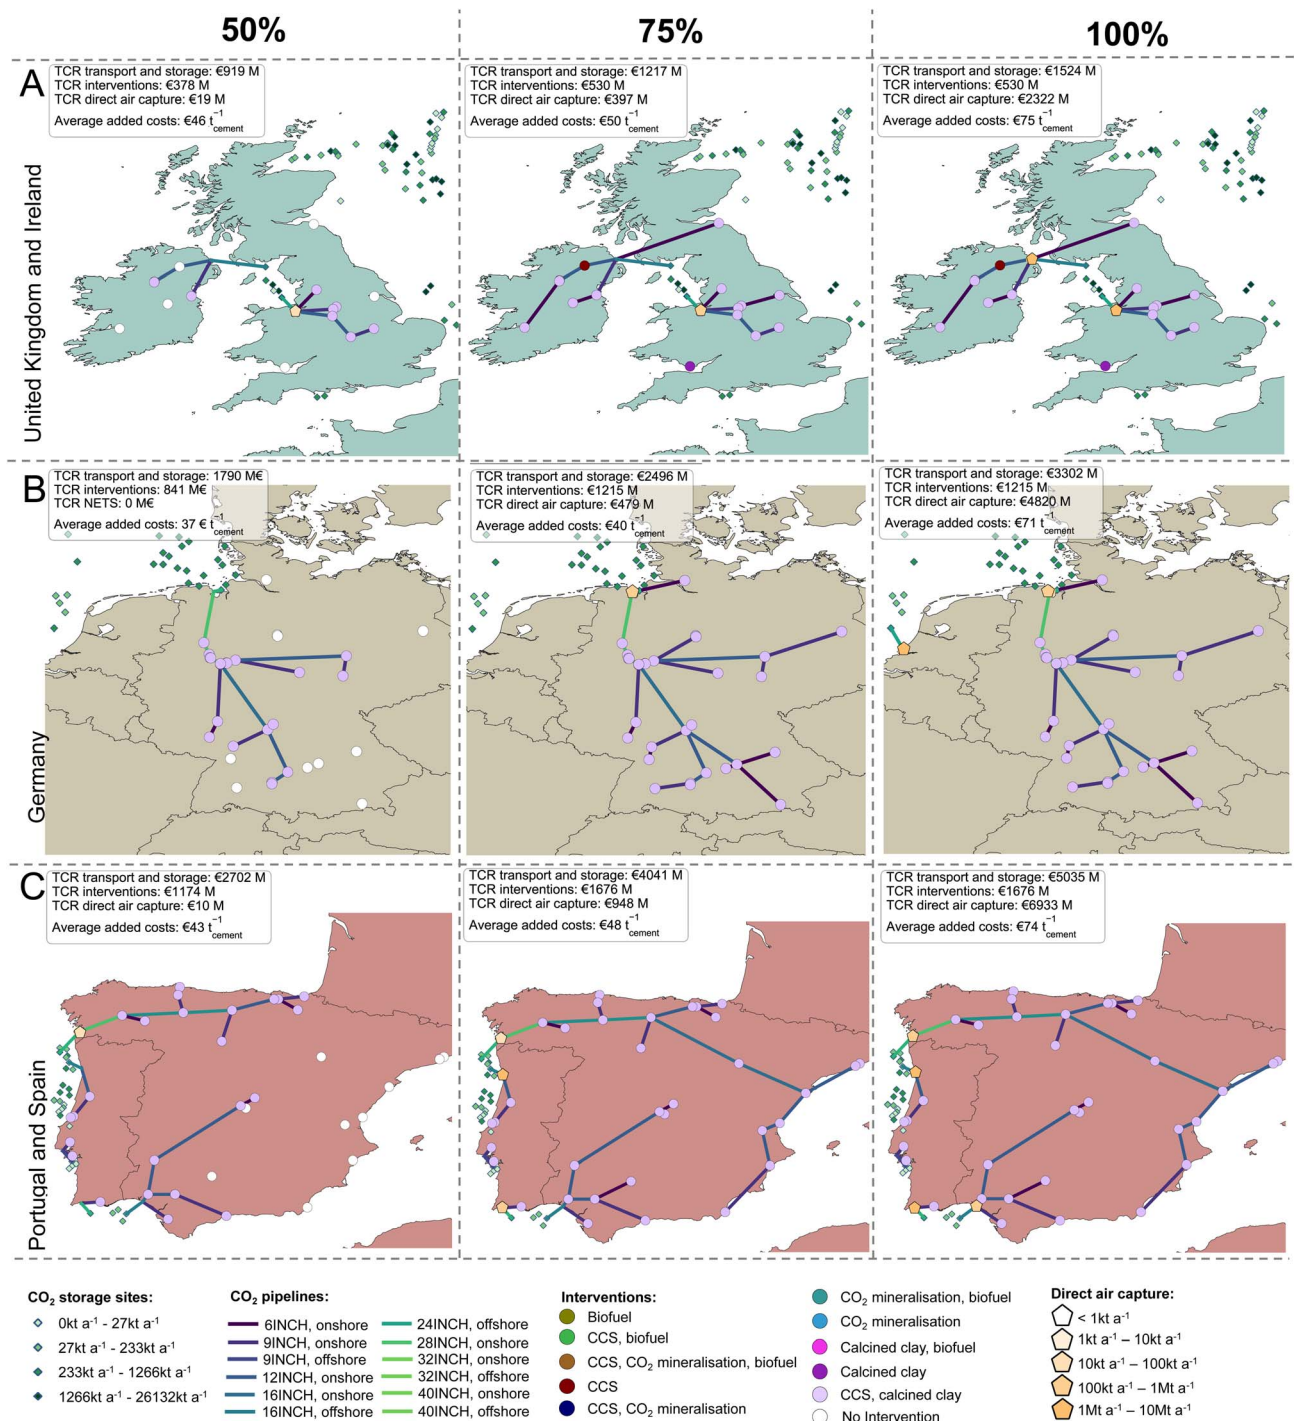 50%
75%
100%
A
United Kingdom and Ireland
TCR transport and storage: €919 M
TCR interventions: €378 M
TCR direct air capture: €19 M
Average added costs: €46 t⁻¹ cement
TCR transport and storage: €1217 M
TCR interventions: €530 M
TCR direct air capture: €397 M
Average added costs: €50 t⁻¹ cement
TCR transport and storage: €1524 M
TCR interventions: €530 M
TCR direct air capture: €2322 M
Average added costs: €75 t⁻¹ cement
B
Germany
TCR transport and storage: 1790 M€
TCR interventions: 841 M€
TCR NETS: 0 M€
Average added costs: 37 € t⁻¹ cement
TCR transport and storage: €2496 M
TCR interventions: €1215 M
TCR direct air capture: €479 M
Average added costs: €40 t⁻¹ cement
TCR transport and storage: €3302 M
TCR interventions: €1215 M
TCR direct air capture: €4820 M
Average added costs: €71 t⁻¹ cement
C
Portugal and Spain
TCR transport and storage: €2702 M
TCR interventions: €1174 M
TCR direct air capture: €10 M
Average added costs: €43 t⁻¹ cement
TCR transport and storage: €4041 M
TCR interventions: €1676 M
TCR direct air capture: €948 M
Average added costs: €48 t⁻¹ cement
TCR transport and storage: €5035 M
TCR interventions: €1676 M
TCR direct air capture: €6933 M
Average added costs: €74 t⁻¹ cement
CO₂ storage sites:
0kt a⁻¹ - 27kt a⁻¹
27kt a⁻¹ - 233kt a⁻¹
233kt a⁻¹ - 1266kt a⁻¹
1266kt a⁻¹ - 26132kt a⁻¹
CO₂ pipelines:
6INCH, onshore
9INCH, onshore
9INCH, offshore
12INCH, onshore
16INCH, onshore
16INCH, offshore
24INCH, offshore
28INCH, onshore
32INCH, onshore
32INCH, offshore
40INCH, onshore
40INCH, offshore
Interventions:
Biofuel
CCS, biofuel
CCS, CO₂ mineralisation, biofuel
CCS
CCS, CO₂ mineralisation
CO₂ mineralisation, biofuel
CO₂ mineralisation
Calcined clay, biofuel
Calcined clay
CCS, calcined clay
No Intervention
Direct air capture:
< 1kt a⁻¹
1kt a⁻¹ – 10kt a⁻¹
10kt a⁻¹ – 100kt a⁻¹
100kt a⁻¹ – 1Mt a⁻¹
1Mt a⁻¹ – 10Mt a⁻¹